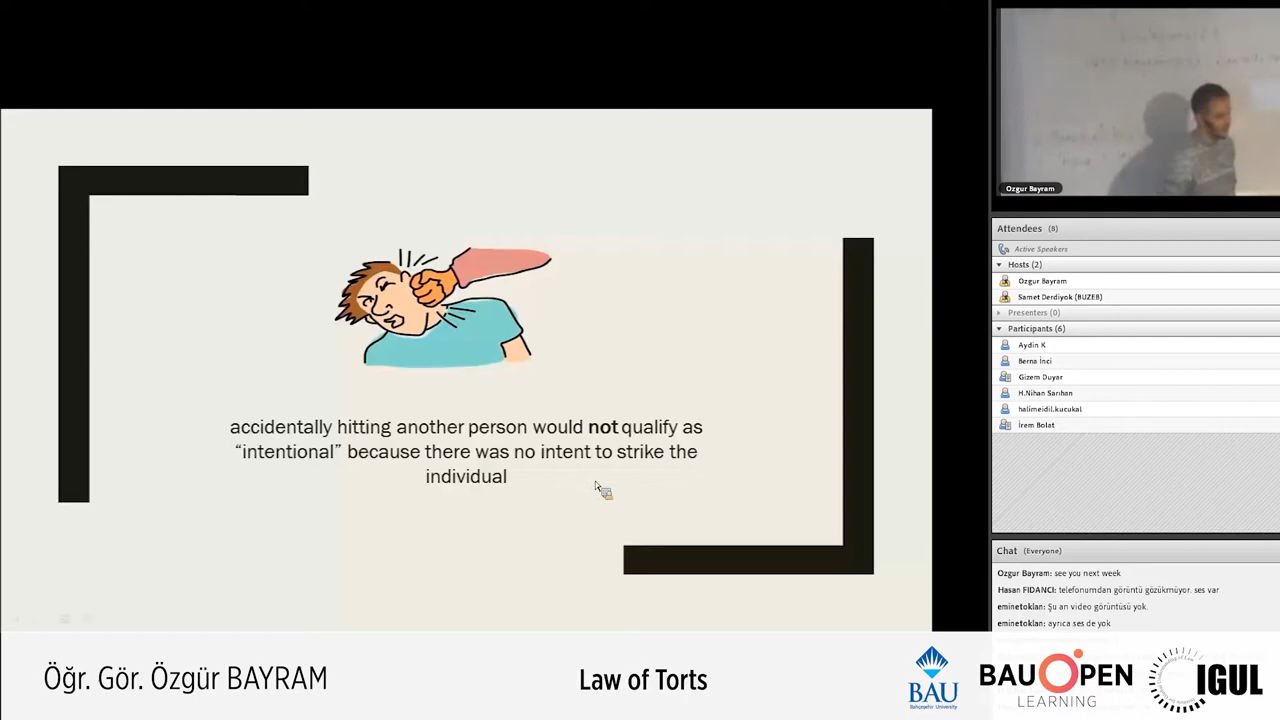 accidentally hitting another person would not qualify as
“intentional” because there was no intent to strike the
individual
Ozgur Bayram
Attendees (8)
Active Speakers
Hosts (2)
Ozgur Bayram
Samet Derdiyok (BUZEB)
Presenters (0)
Participants (6)
Aydin K
Berna İnci
Gizem Duyar
H.Nihan Sarıhan
halimeidil.kucukal
İrem Bolat
Chat (Everyone)
Ozgur Bayram: see you next week
Hasan FIDANCI: telefonumdan görüntü gözükmüyor. ses var
eminetoklan: Şu an video görüntüsü yok.
eminetoklan: ayrıca ses de yok
Öğr. Gör. Özgür BAYRAM
Law of Torts
BAU
Bahçeşehir University
BAU OPEN
LEARNING
IGUL